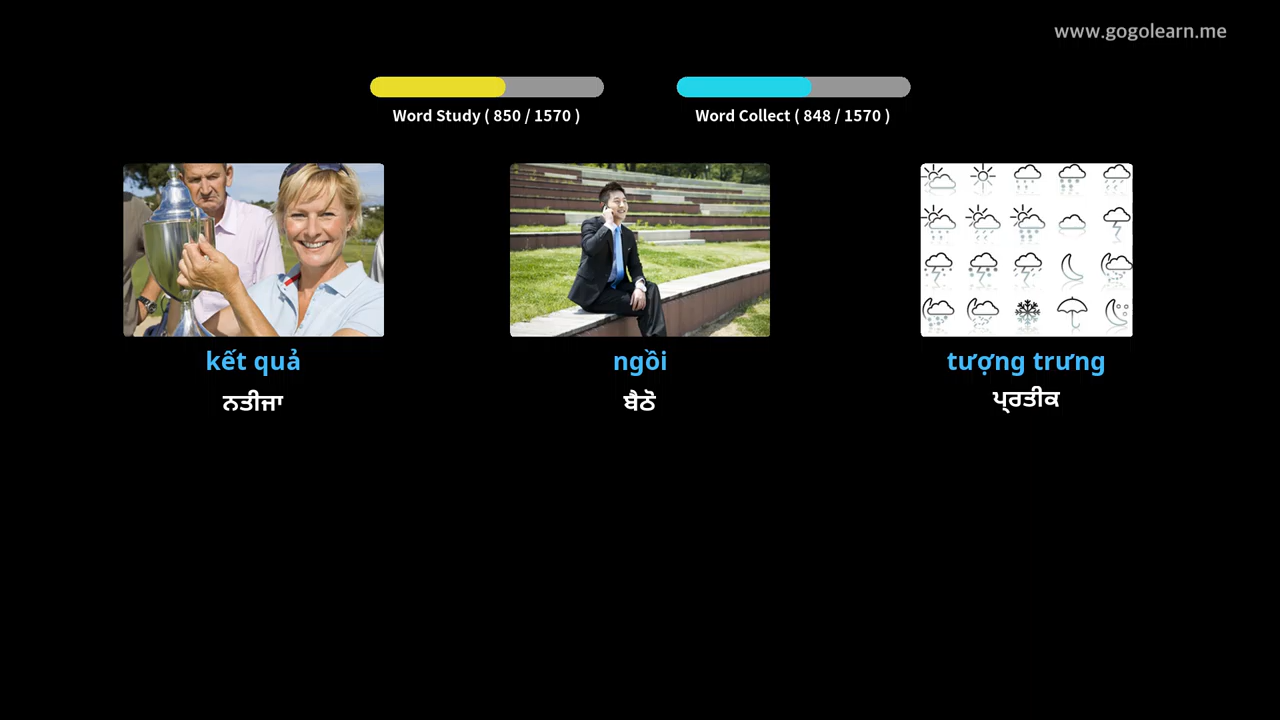 www.gogolearn.me
Word Study ( 850 / 1570 )
Word Collect ( 848 / 1570 )
kết quả
ngồi
tượng trưng
ਨਤੀਜਾ
ਬੈਠੋ
ਪ੍ਰਤੀਕ